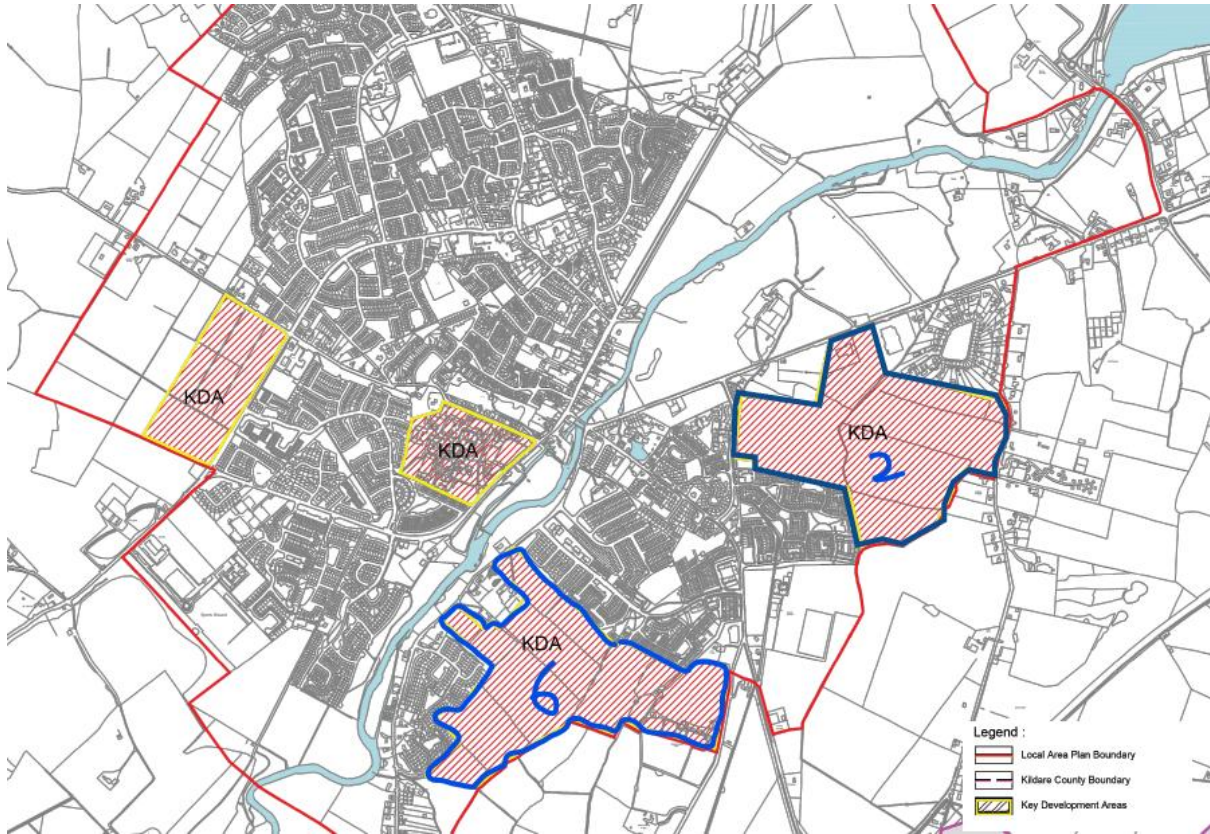 KDA
KDA
KDA
2
KDA
6
Legend :
Local Area Plan Boundary
Kildare County Boundary
Key Development Areas